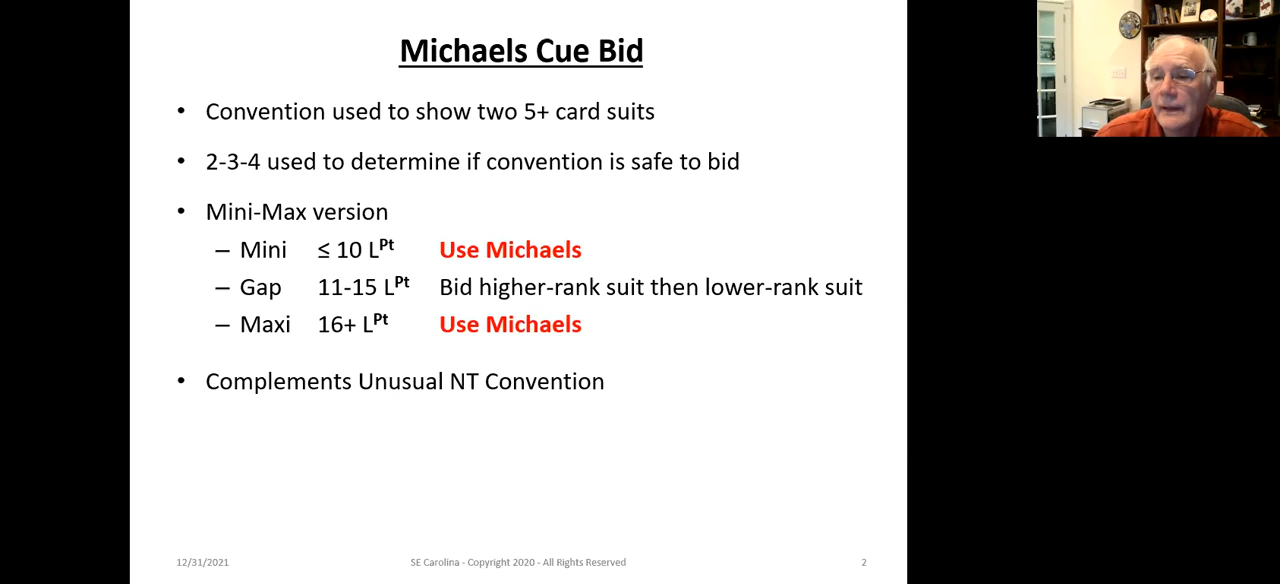 Michaels Cue Bid
• Convention used to show two 5+ card suits
• 2-3-4 used to determine if convention is safe to bid
• Mini-Max version
– Mini ≤ 10 L^Pt Use Michaels
– Gap 11-15 L^Pt Bid higher-rank suit then lower-rank suit
– Maxi 16+ L^Pt Use Michaels
• Complements Unusual NT Convention
12/31/2021 SE Carolina - Copyright 2020 - All Rights Reserved 2